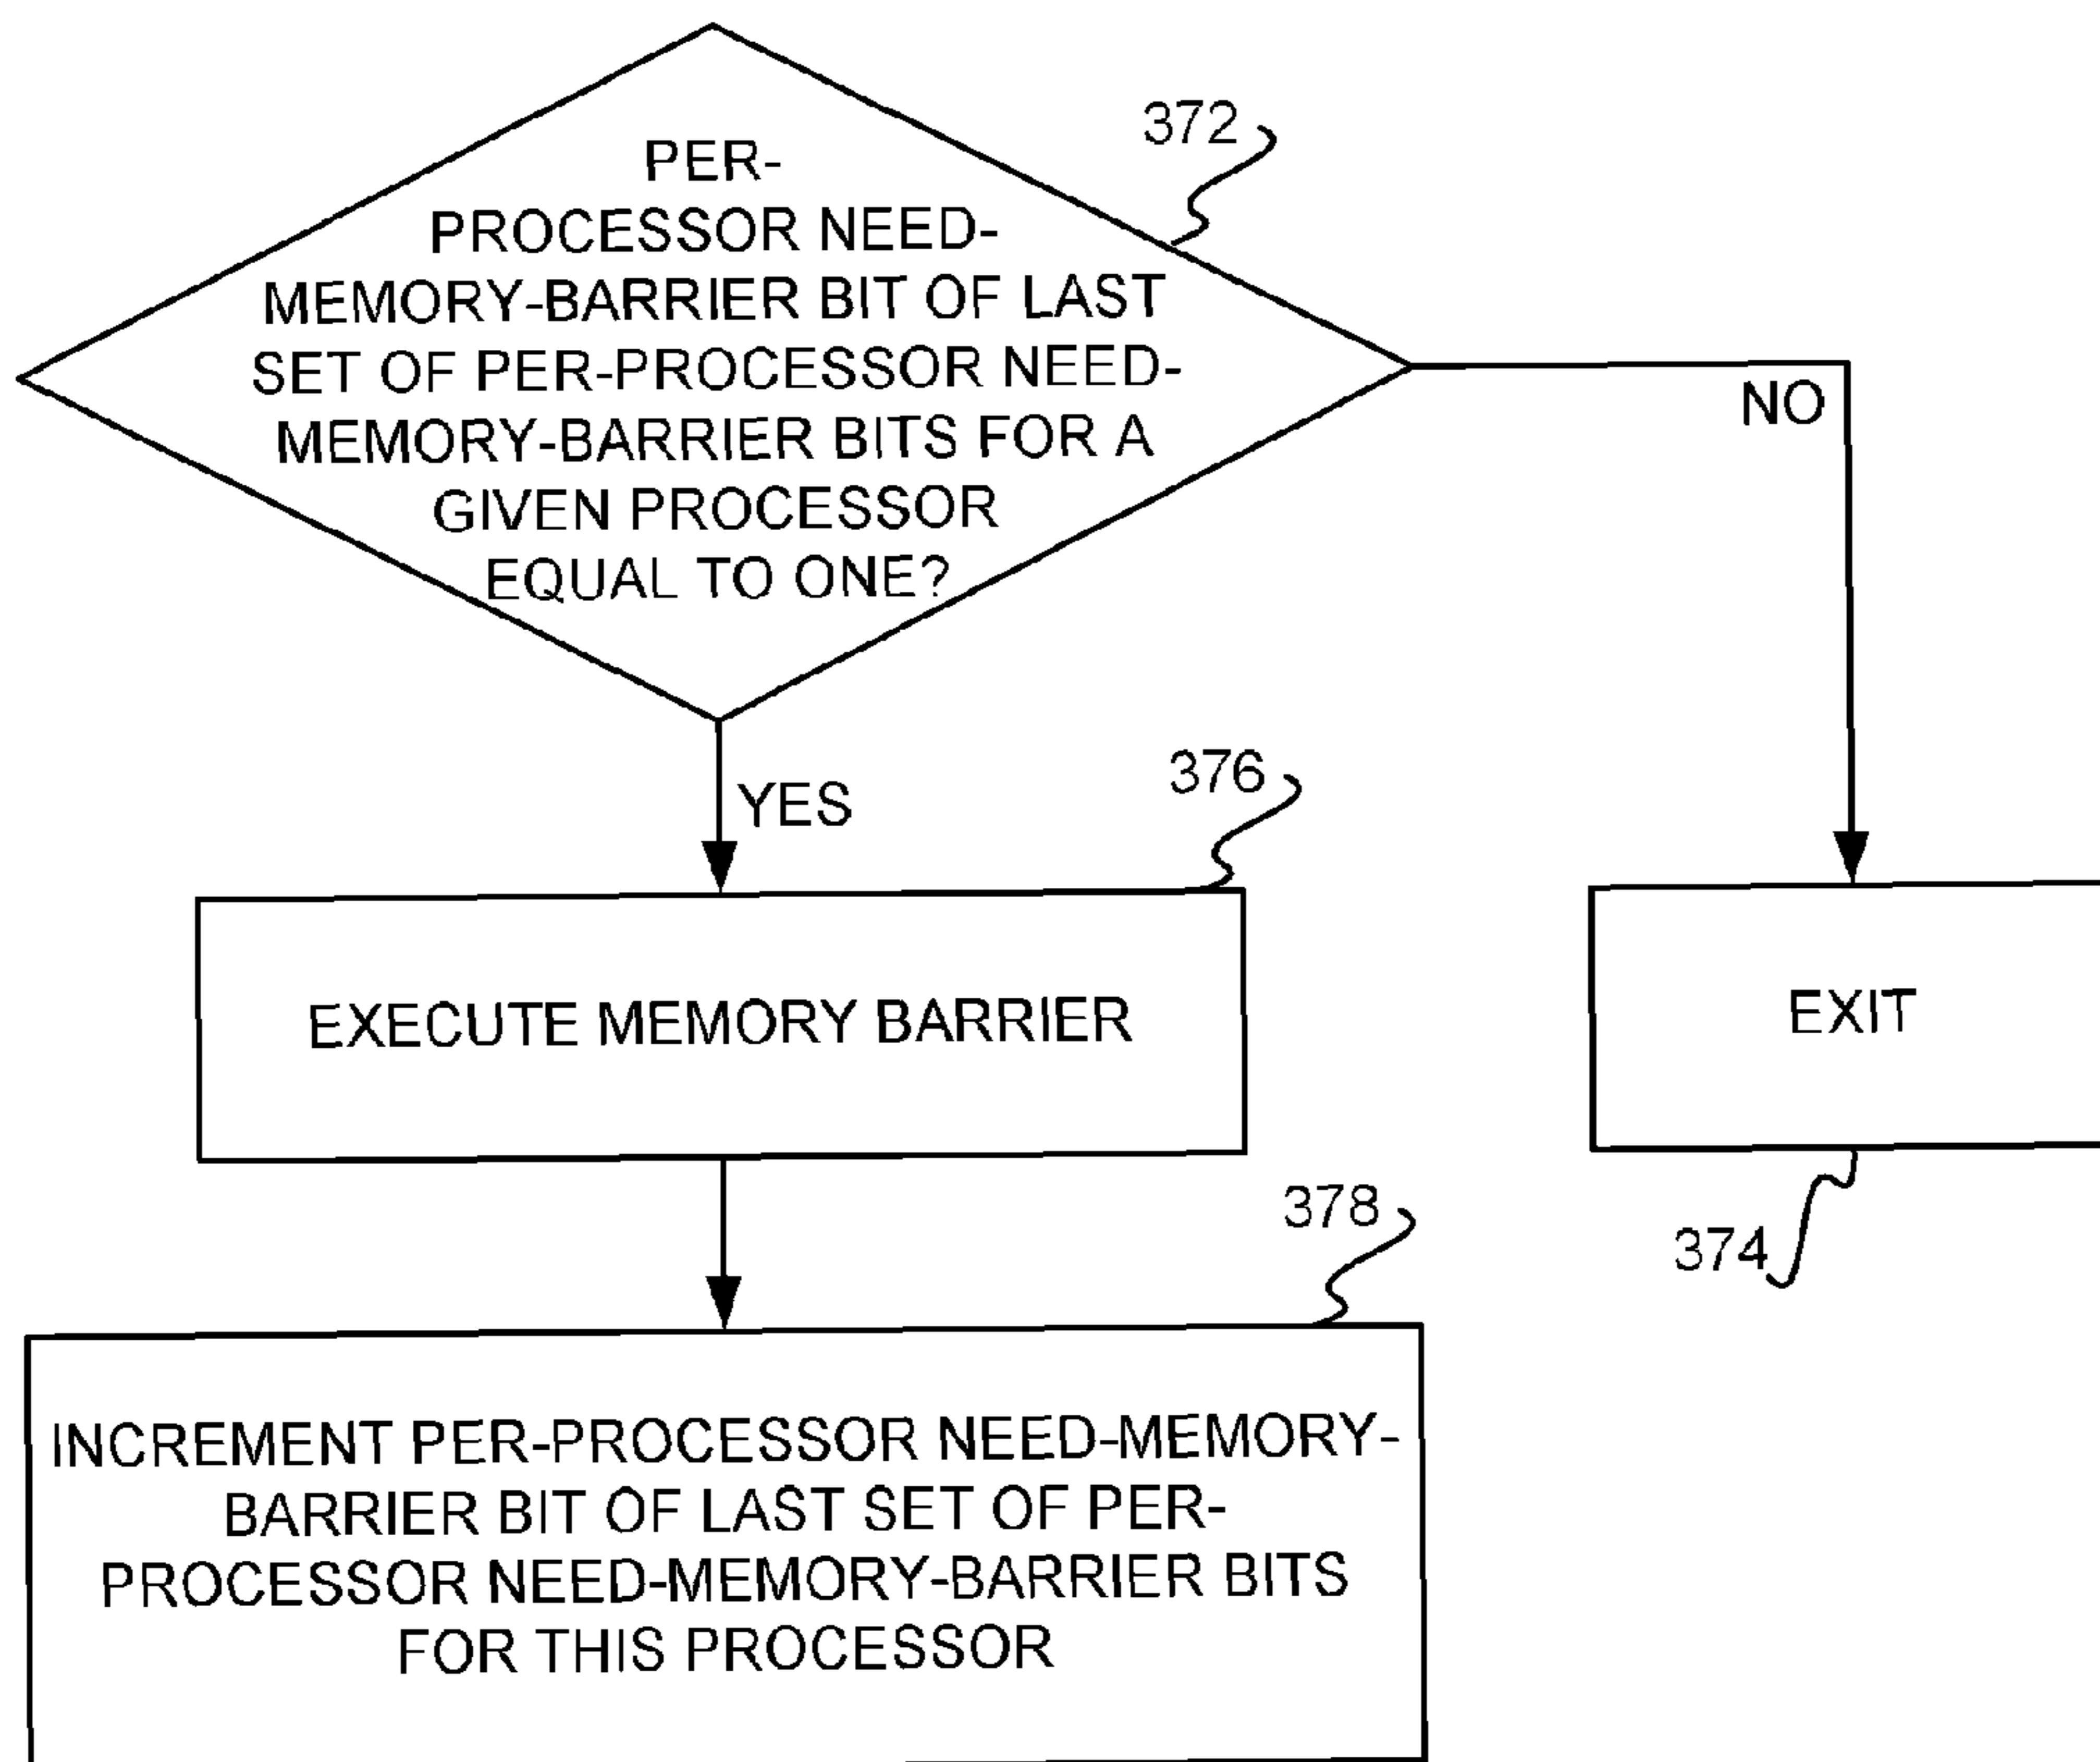 372
PER-
PROCESSOR NEED-
MEMORY-BARRIER BIT OF LAST
SET OF PER-PROCESSOR NEED-
MEMORY-BARRIER BITS FOR A
GIVEN PROCESSOR
EQUAL TO ONE?
NO
YES
376
EXECUTE MEMORY BARRIER
EXIT
374
378
INCREMENT PER-PROCESSOR NEED-MEMORY-
BARRIER BIT OF LAST SET OF PER-
PROCESSOR NEED-MEMORY-BARRIER BITS
FOR THIS PROCESSOR